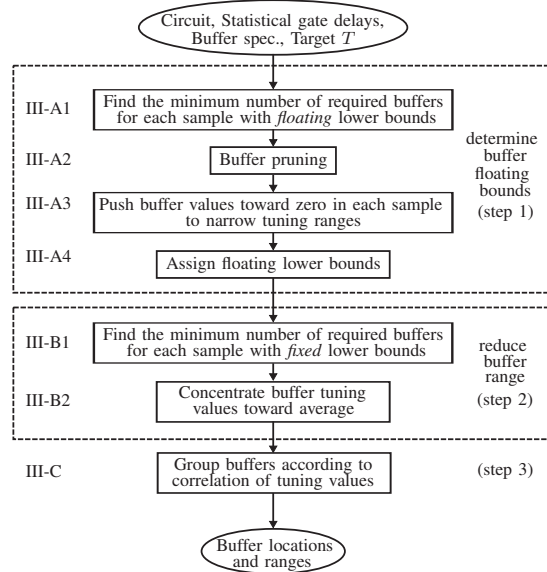 Circuit, Statistical gate delays,
Buffer spec., Target T
III-A1
Find the minimum number of required buffers
for each sample with floating lower bounds
III-A2
Buffer pruning
III-A3
Push buffer values toward zero in each sample
to narrow tuning ranges
III-A4
Assign floating lower bounds
determine
buffer
floating
bounds
(step 1)
III-B1
Find the minimum number of required buffers
for each sample with fixed lower bounds
III-B2
Concentrate buffer tuning
values toward average
reduce
buffer
range
(step 2)
III-C
Group buffers according to
correlation of tuning values
(step 3)
Buffer locations
and ranges